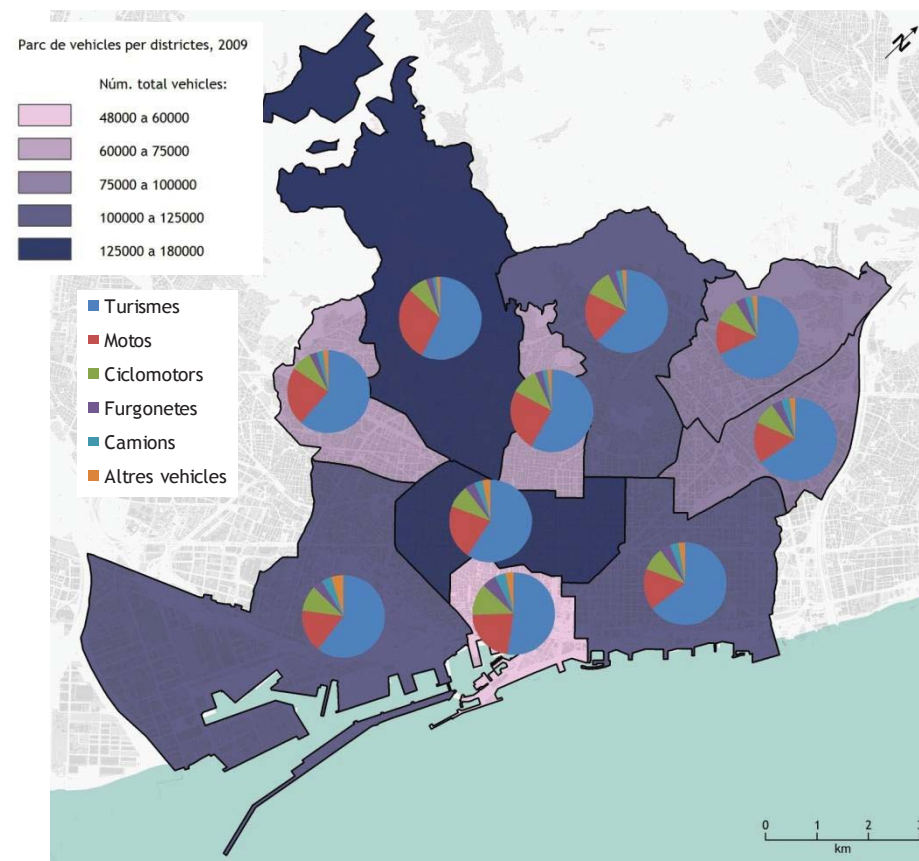 Parc de vehicles per districtes, 2009
Núm. total vehicles:
48000 a 60000
60000 a 75000
75000 a 100000
100000 a 125000
125000 a 180000
Turismes
Motos
Ciclomotors
Furgonetes
Camions
Altres vehicles
N
0 1 2 3
km